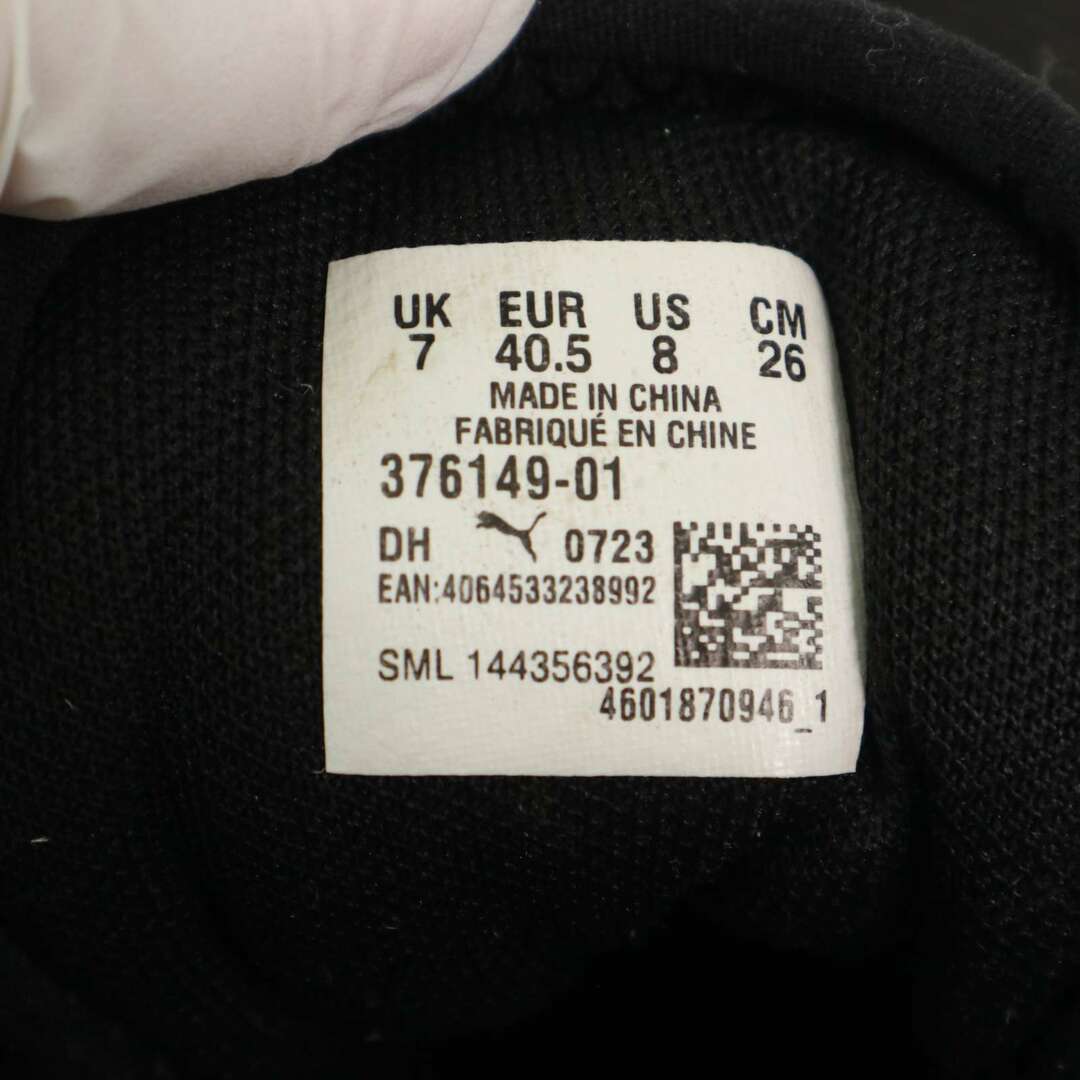 UK EUR US CM
7 40.5 8 26
MADE IN CHINA
FABRIQUÉ EN CHINE
376149-01
DH 0723
EAN:4064533238992
SML 144356392
4601870946_1